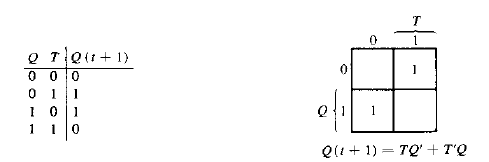 Q T Q (t + 1)
0 0 0
0 1 1
1 0 1
1 1 0
T
0 1
0 1
Q 1 1
Q(t + 1) = TQ' + T'Q